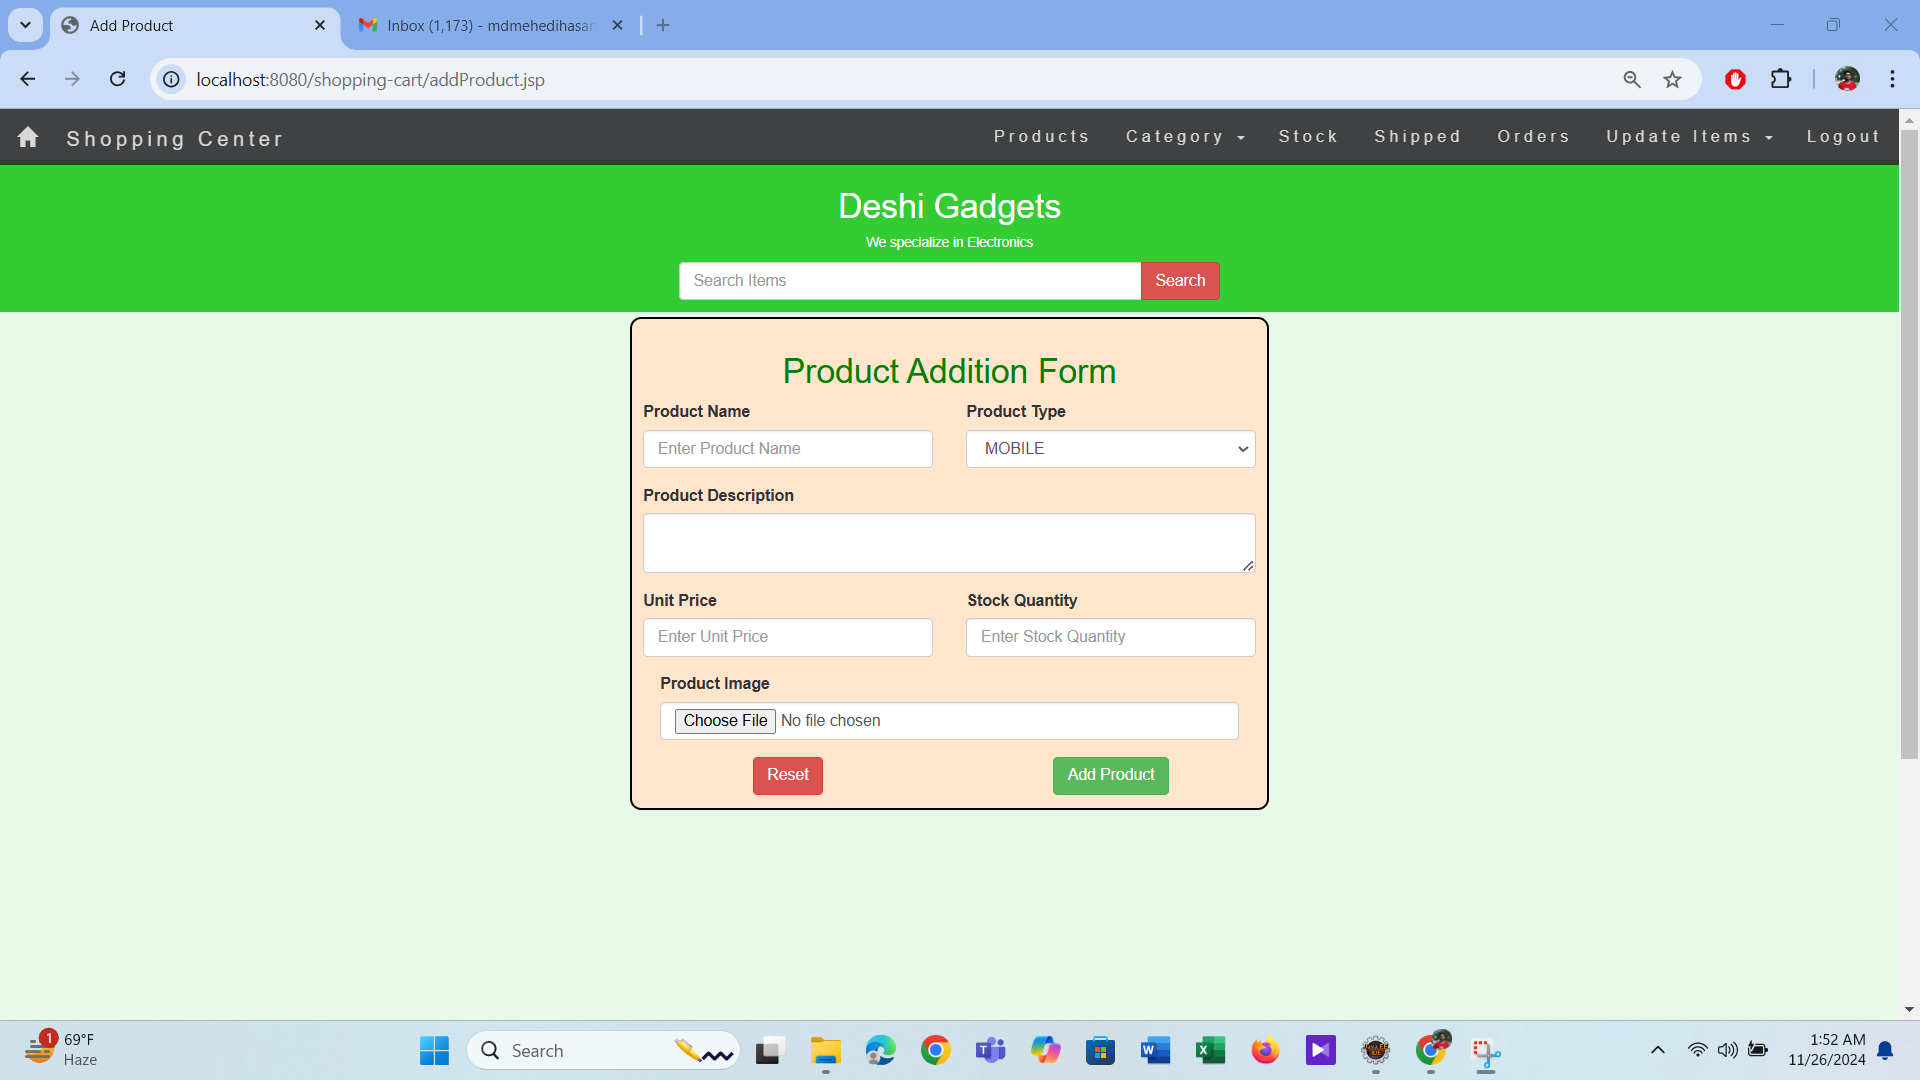 Add Product
Inbox (1,173) - mdmehedihasan
localhost:8080/shopping-cart/addProduct.jsp
Shopping Center Products Category Stock Shipped Orders Update Items Logout
Deshi Gadgets
We specialize in Electronics
Search Items Search
Product Addition Form
Product Name Product Type
Enter Product Name MOBILE
Product Description
Unit Price Stock Quantity
Enter Unit Price Enter Stock Quantity
Product Image
Choose File No file chosen
Reset Add Product
1 69°F
Haze
Search
1:52 AM
11/26/2024